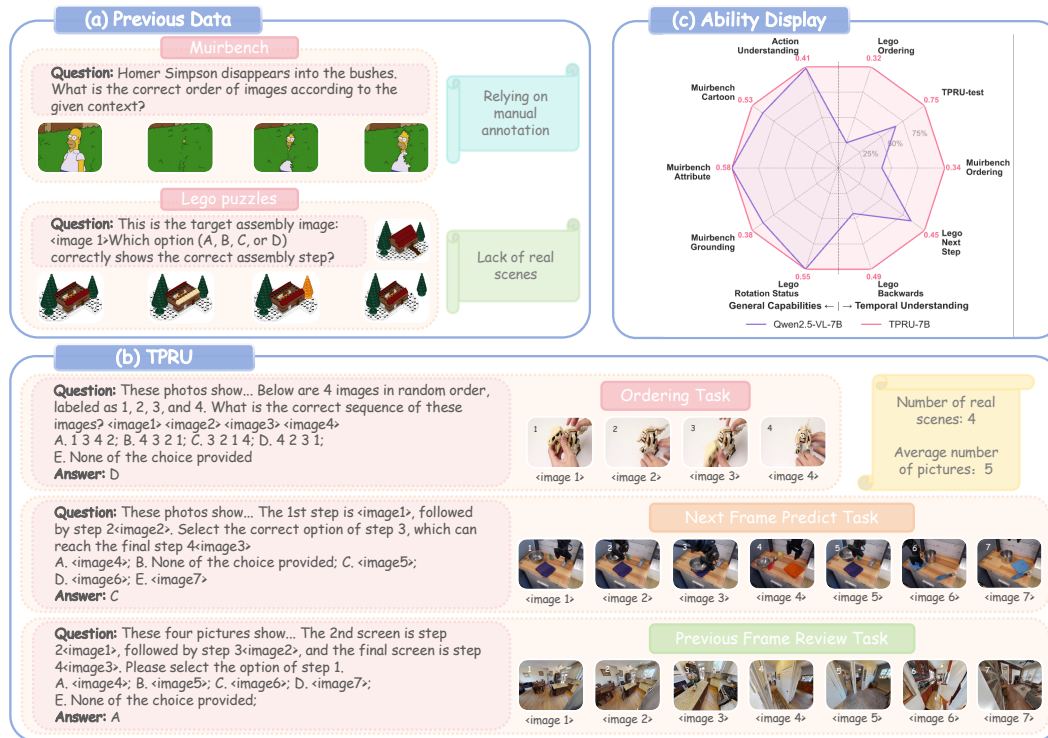 (a) Previous Data
Muirbench
Question: Homer Simpson disappears into the bushes.
What is the correct order of images according to the
given context?
Relying on
manual
annotation
Lego puzzles
Question: This is the target assembly image:
<image 1>Which option (A, B, C, or D)
correctly shows the correct assembly step?
Lack of real
scenes
(c) Ability Display
Action
Understanding
0.41
Lego
Ordering
0.32
Muirbench
Cartoon
0.53
TPRU-test
0.75
75%
50%
25%
Muirbench
Attribute
0.58
0.34
Muirbench
Ordering
Muirbench
Grounding
0.38
0.45
Lego
Next
Step
0.55
Lego
Rotation Status
0.49
Lego
Backwards
General Capabilities ← | → Temporal Understanding
Qwen2.5-VL-7B
TPRU-7B
(b) TPRU
Question: These photos show... Below are 4 images in random order,
labeled as 1, 2, 3, and 4. What is the correct sequence of these
images? <image1> <image2> <image3> <image4>
A. 1 3 4 2; B. 4 3 2 1; C. 3 2 1 4; D. 4 2 3 1;
E. None of the choice provided
Answer: D
Ordering Task
1 2 3 4
<image 1> <image 2> <image 3> <image 4>
Number of real
scenes: 4
Average number
of pictures: 5
Question: These photos show... The 1st step is <image1>, followed
by step 2<image2>. Select the correct option of step 3, which can
reach the final step 4<image3>
A. <image4>; B. None of the choice provided; C. <image5>;
D. <image6>; E. <image7>
Answer: C
Next Frame Predict Task
1 2 3 4 5 6 7
<image 1> <image 2> <image 3> <image 4> <image 5> <image 6> <image 7>
Question: These four pictures show... The 2nd screen is step
2<image1>, followed by step 3<image2>, and the final screen is step
4<image3>. Please select the option of step 1.
A. <image4>; B. <image5>; C. <image6>; D. <image7>;
E. None of the choice provided;
Answer: A
Previous Frame Review Task
1 2 3 4 5 6 7
<image 1> <image 2> <image 3> <image 4> <image 5> <image 6> <image 7>